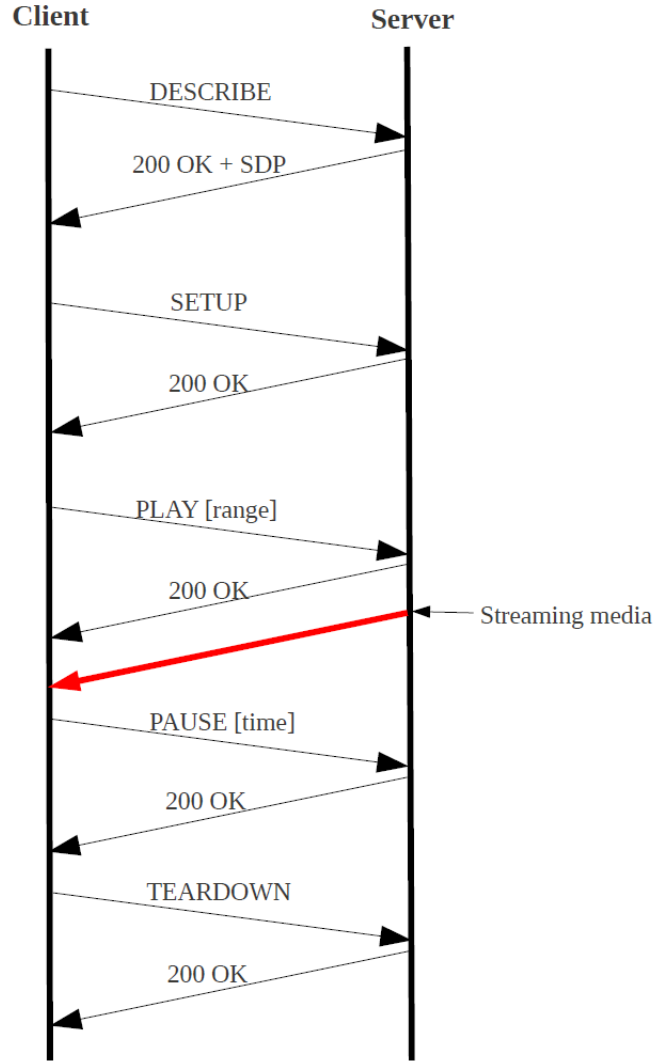 Client
Server
DESCRIBE
200 OK + SDP
SETUP
200 OK
PLAY [range]
200 OK
Streaming media
PAUSE [time]
200 OK
TEARDOWN
200 OK